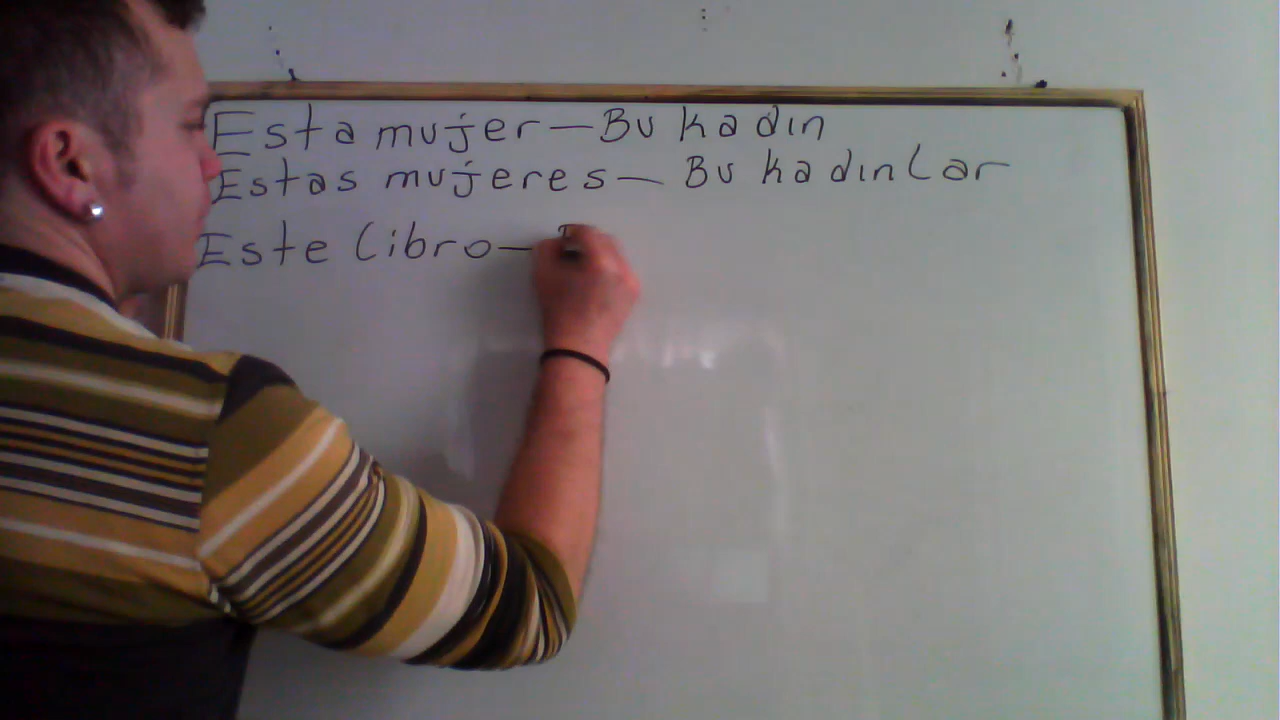 Esta mujer - Bu kadın
Estas mujeres - Bu kadınlar
Este libro -